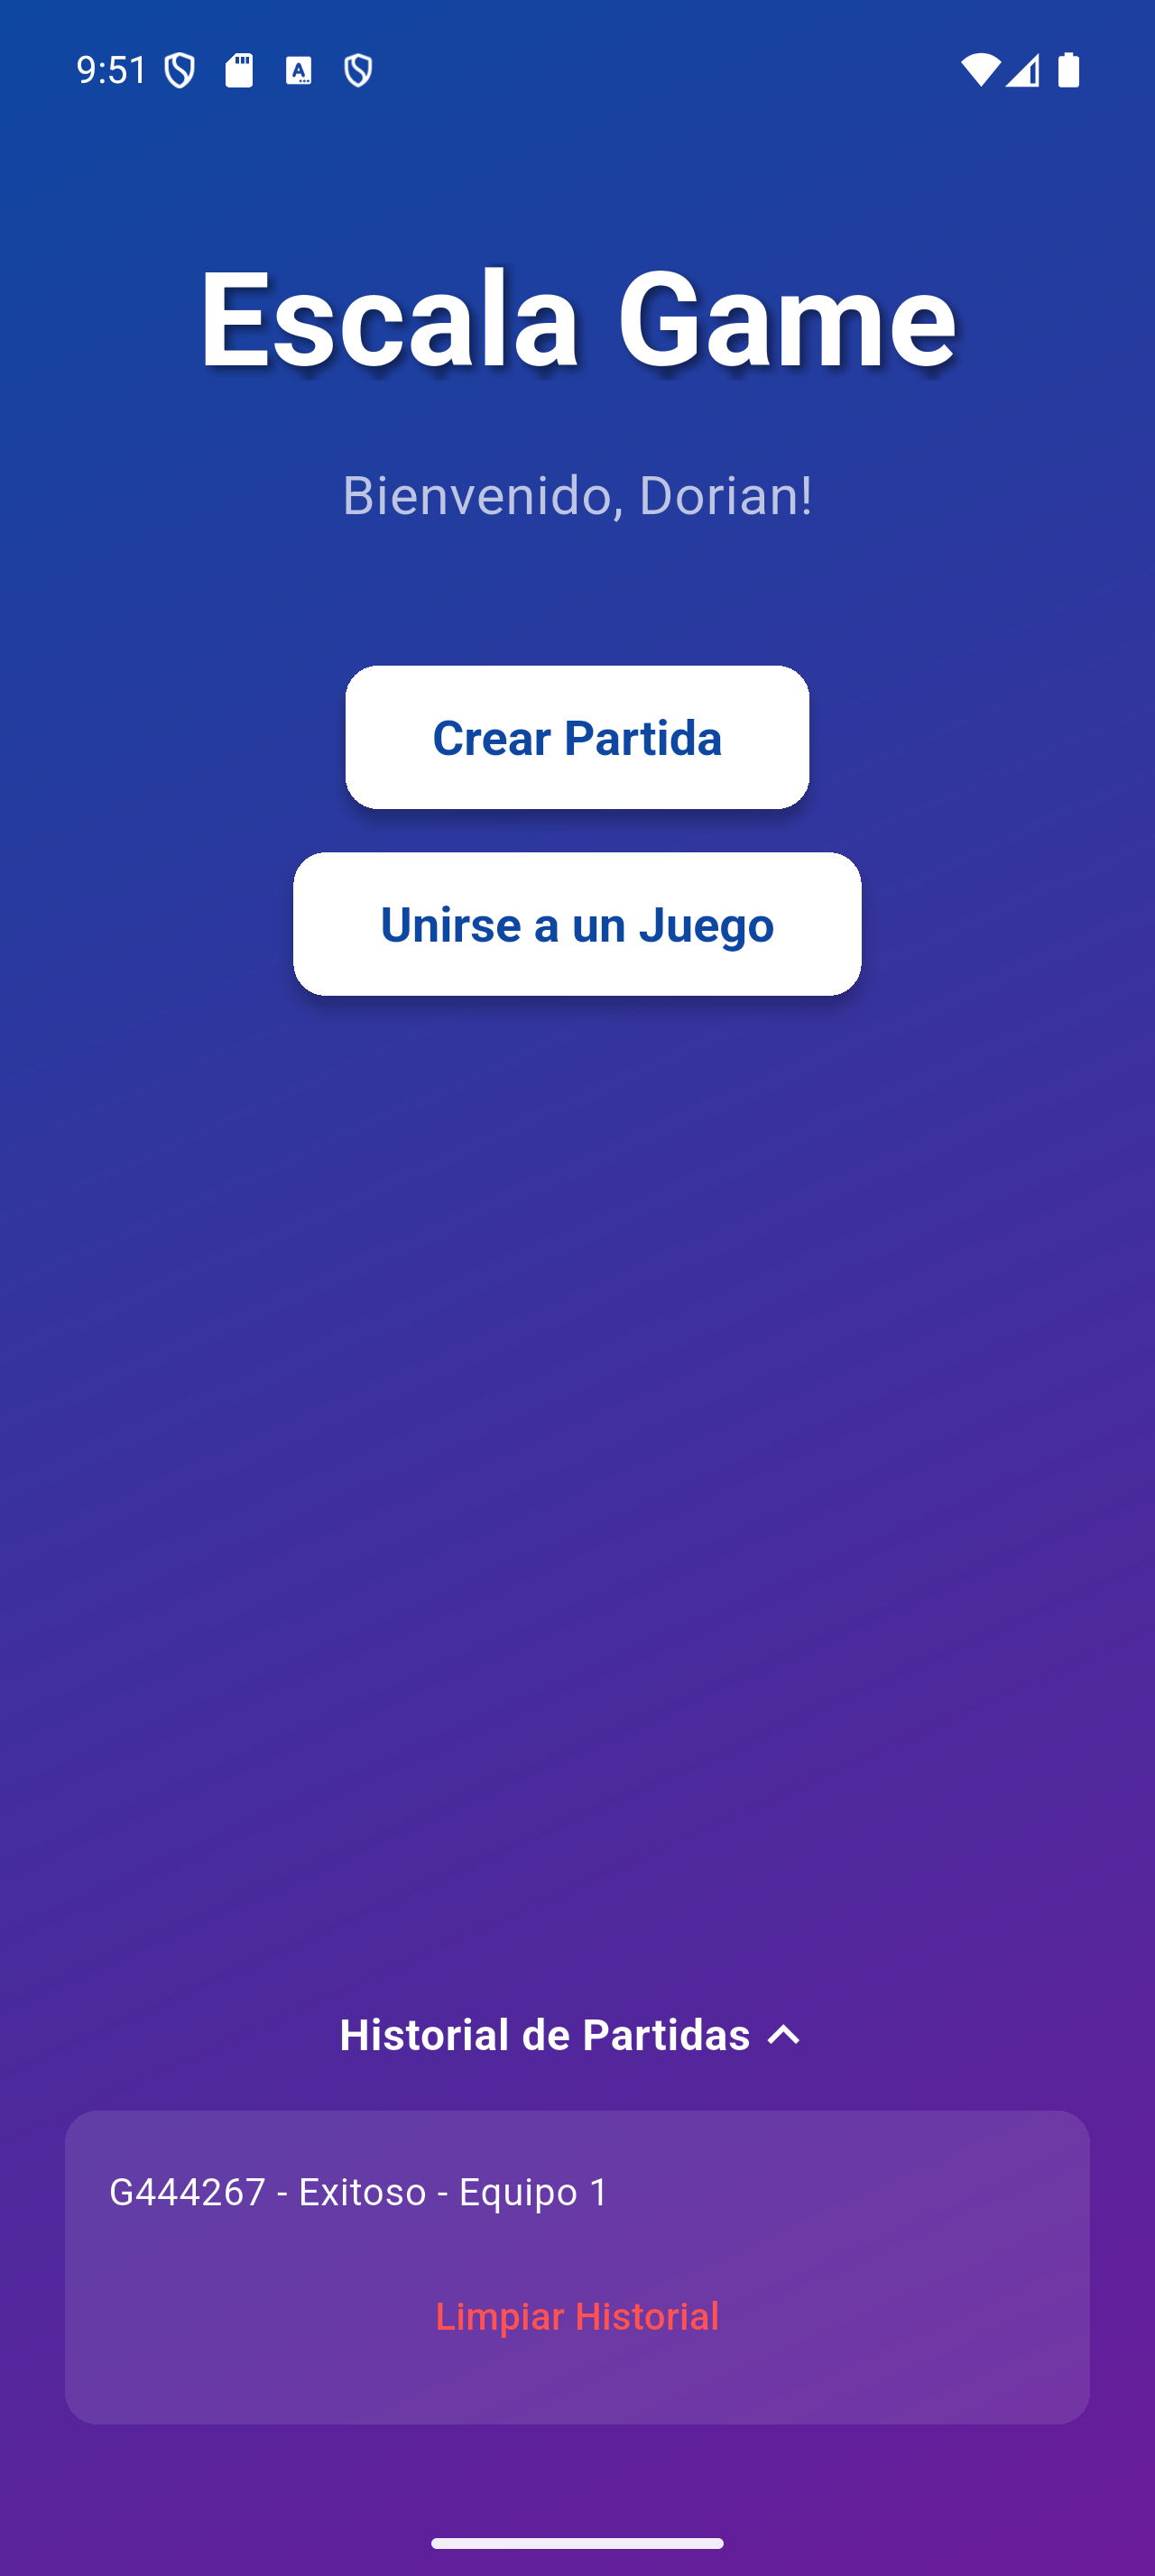 9:51
Escala Game
Bienvenido, Dorian!
Crear Partida
Unirse a un Juego
Historial de Partidas
G444267 - Exitoso - Equipo 1
Limpiar Historial